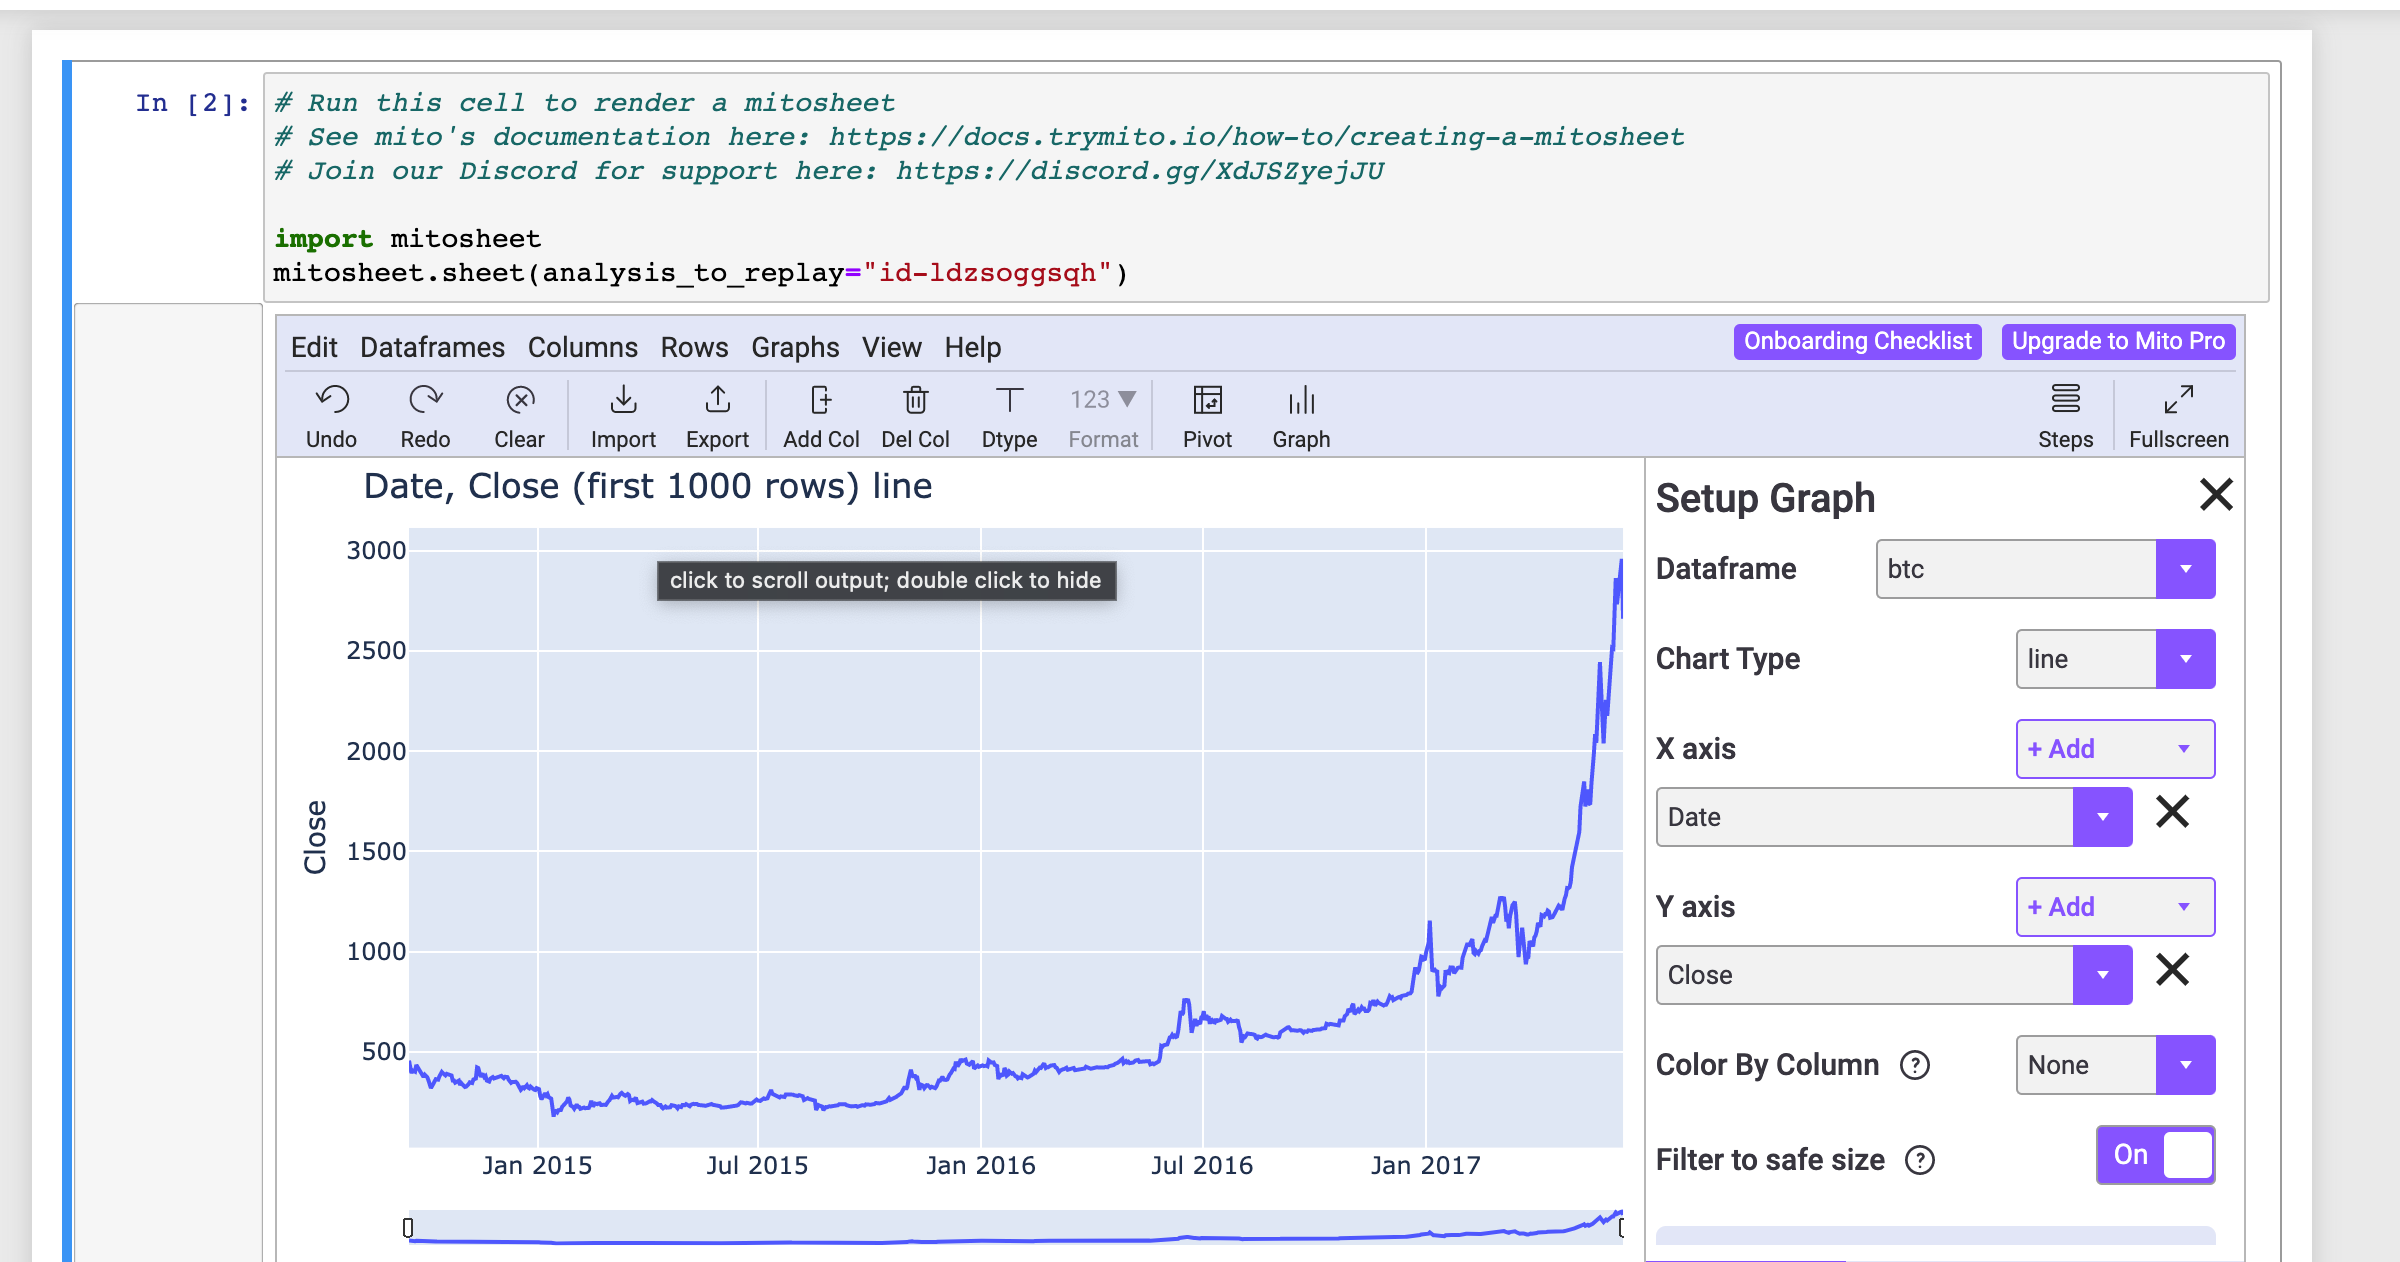 In [2]:
# Run this cell to render a mitosheet
# See mito's documentation here: https://docs.trymito.io/how-to/creating-a-mitosheet
# Join our Discord for support here: https://discord.gg/XdJSZyejJU
import mitosheet
mitosheet.sheet(analysis_to_replay="id-ldzsoggsqh")
Edit Dataframes Columns Rows Graphs View Help
Onboarding Checklist Upgrade to Mito Pro
123
Undo Redo Clear Import Export Add Col Del Col Dtype Format Pivot Graph Steps Fullscreen
Date, Close (first 1000 rows) line
3000
click to scroll output; double click to hide
2500
2000
1500
1000
500
Close
Jan 2015 Jul 2015 Jan 2016 Jul 2016 Jan 2017
Setup Graph
Dataframe btc
Chart Type line
X axis + Add
Date
Y axis + Add
Close
Color By Column ? None
Filter to safe size ? On